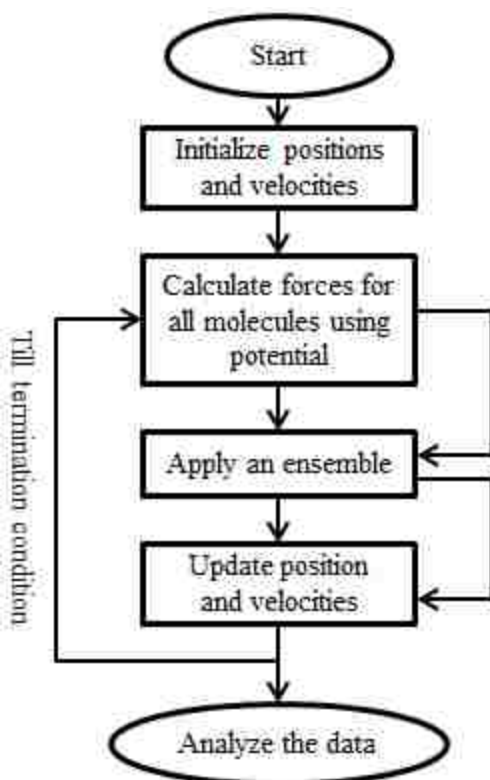 Start
Initialize positions
and velocities
Calculate forces for
all molecules using
potential
Till termination condition
Apply an ensemble
Update position
and velocities
Analyze the data